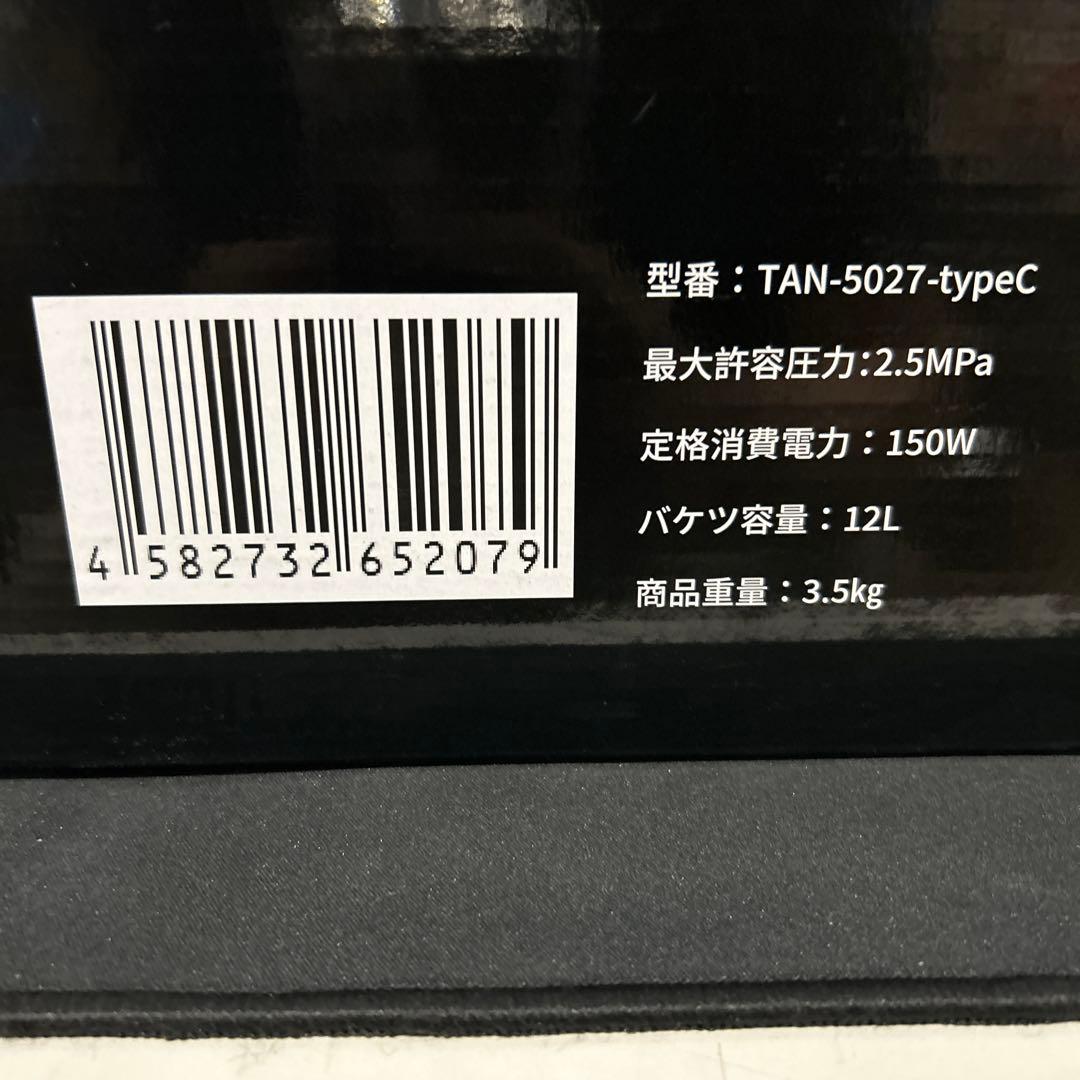 型番：TAN-5027-typeC
最大許容圧力:2.5MPa
定格消費電力：150W
バケツ容量：12L
商品重量：3.5kg
4 582732 652079